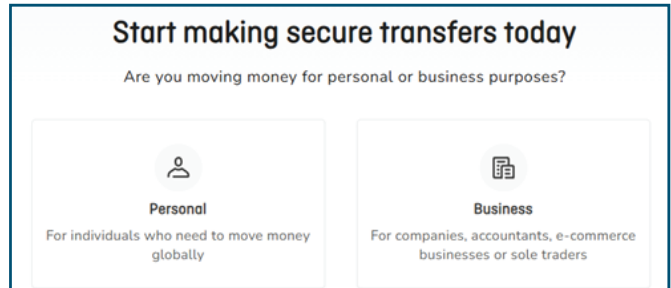 Start making secure transfers today
Are you moving money for personal or business purposes?
Personal
For individuals who need to move money
globally
Business
For companies, accountants, e-commerce
businesses or sole traders